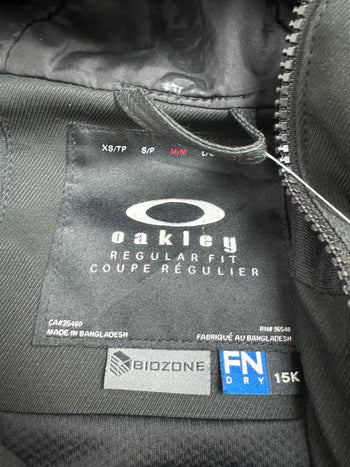 XS/TP S/P M/M
oakley
REGULAR FIT
COUPE RÉGULIER
CA#35460 RN#96548
MADE IN BANGLADESH FABRIQUÉ AU BANGLADESH
BIOZONE FN
DRY 15K